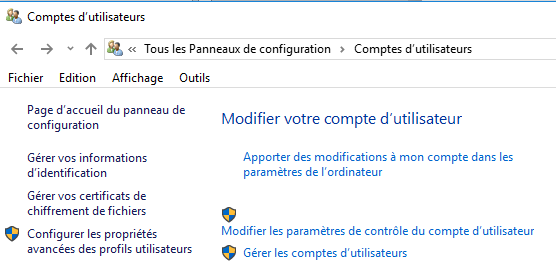 Comptes d'utilisateurs
« Tous les Panneaux de configuration > Comptes d'utilisateurs
Fichier Edition Affichage Outils
Page d'accueil du panneau de
configuration
Gérer vos informations
d'identification
Gérer vos certificats de
chiffrement de fichiers
Configurer les propriétés
avancées des profils utilisateurs
Modifier votre compte d'utilisateur
Apporter des modifications à mon compte dans les
paramètres de l'ordinateur
Modifier les paramètres de contrôle du compte d'utilisateur
Gérer les comptes d'utilisateurs